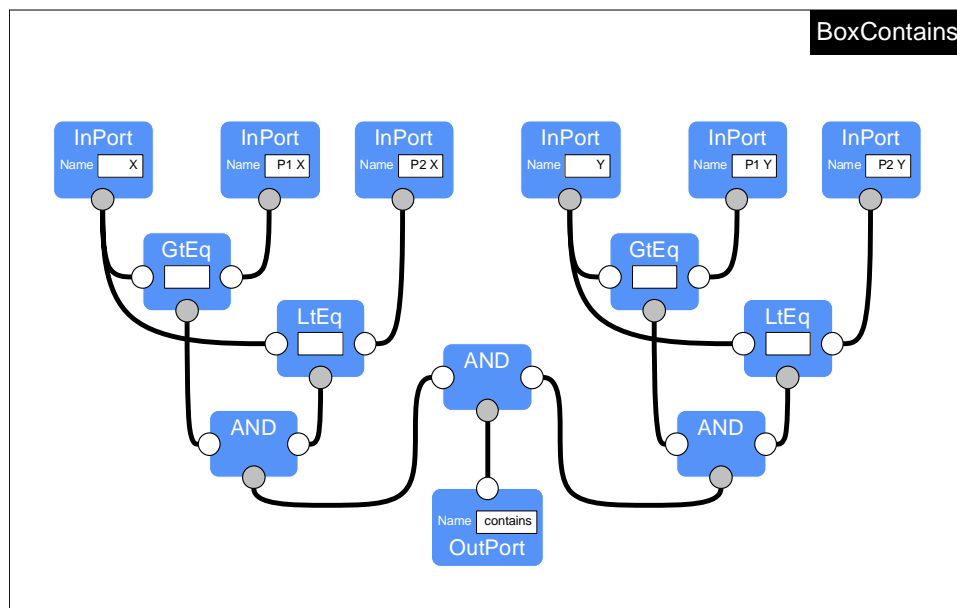 BoxContains
InPort
Name X
InPort
Name P1 X
InPort
Name P2 X
InPort
Name Y
InPort
Name P1 Y
InPort
Name P2 Y
GtEq
GtEq
LtEq
LtEq
AND
AND
AND
Name contains
OutPort